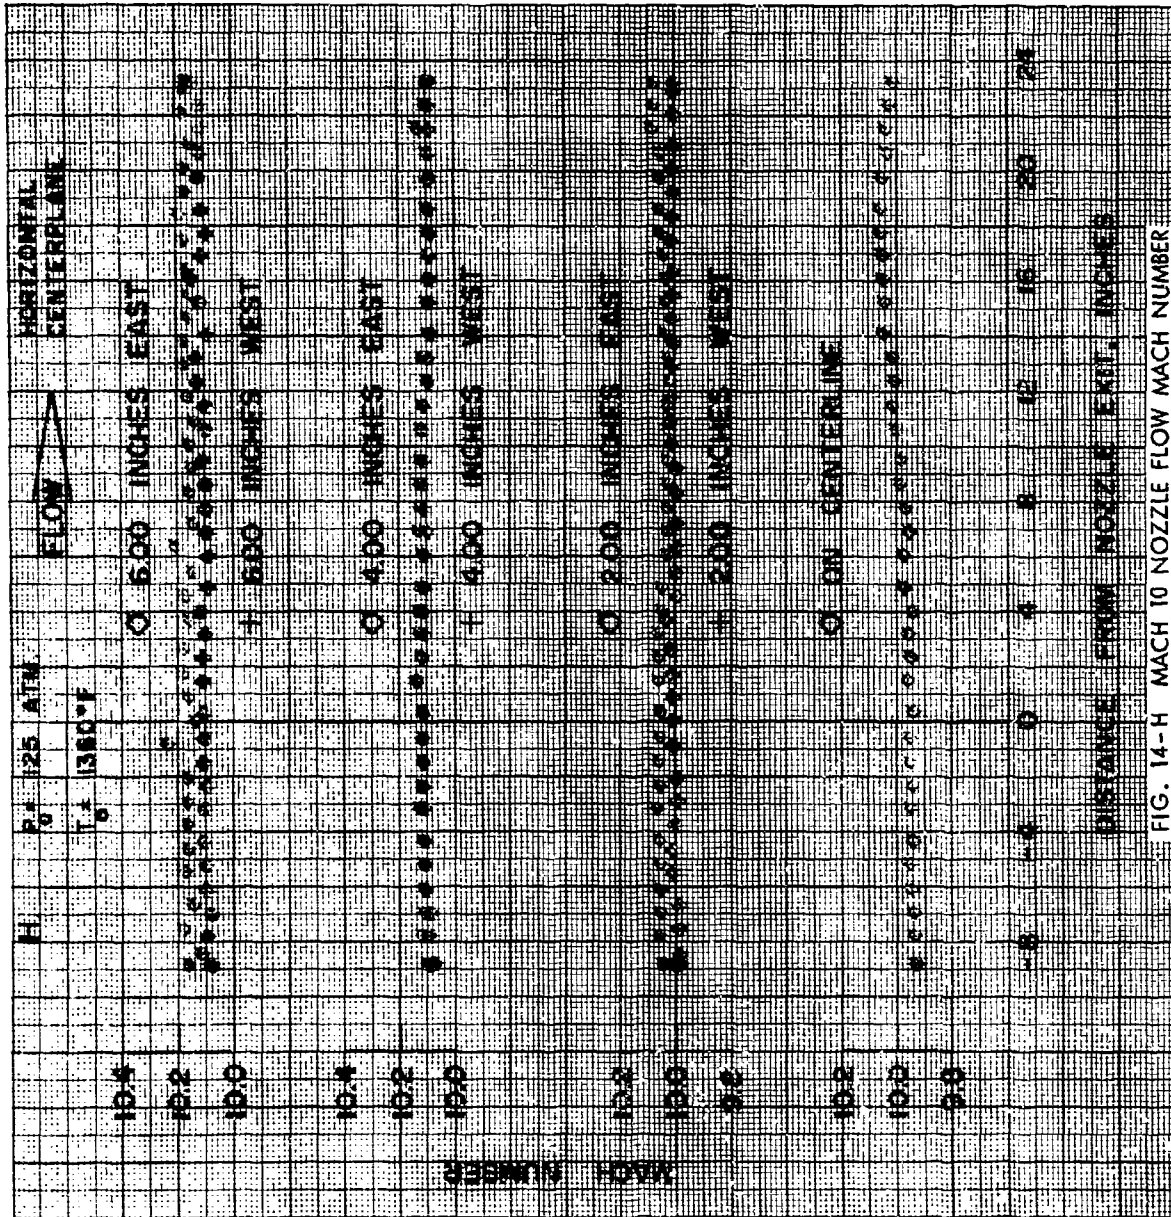 H.
P₀ = 125 ATM.
T₀ = 1360°F
FLOW
HORIZONTAL
CENTERPLANE
O 6.00 INCHES EAST
+ 6.00 INCHES WEST
O 4.00 INCHES EAST
+ 4.00 INCHES WEST
O 2.00 INCHES EAST
+ 2.00 INCHES WEST
O ON CENTERLINE
MACH
NUMBER
10.4
10.2
10.0
10.4
10.2
10.0
10.2
10.0
9.8
10.2
10.0
9.8
-8 -4 0 4 8 12 16 20 24
DISTANCE FROM NOZZLE EXIT, INCHES
FIG. 14-H MACH 10 NOZZLE FLOW MACH NUMBER